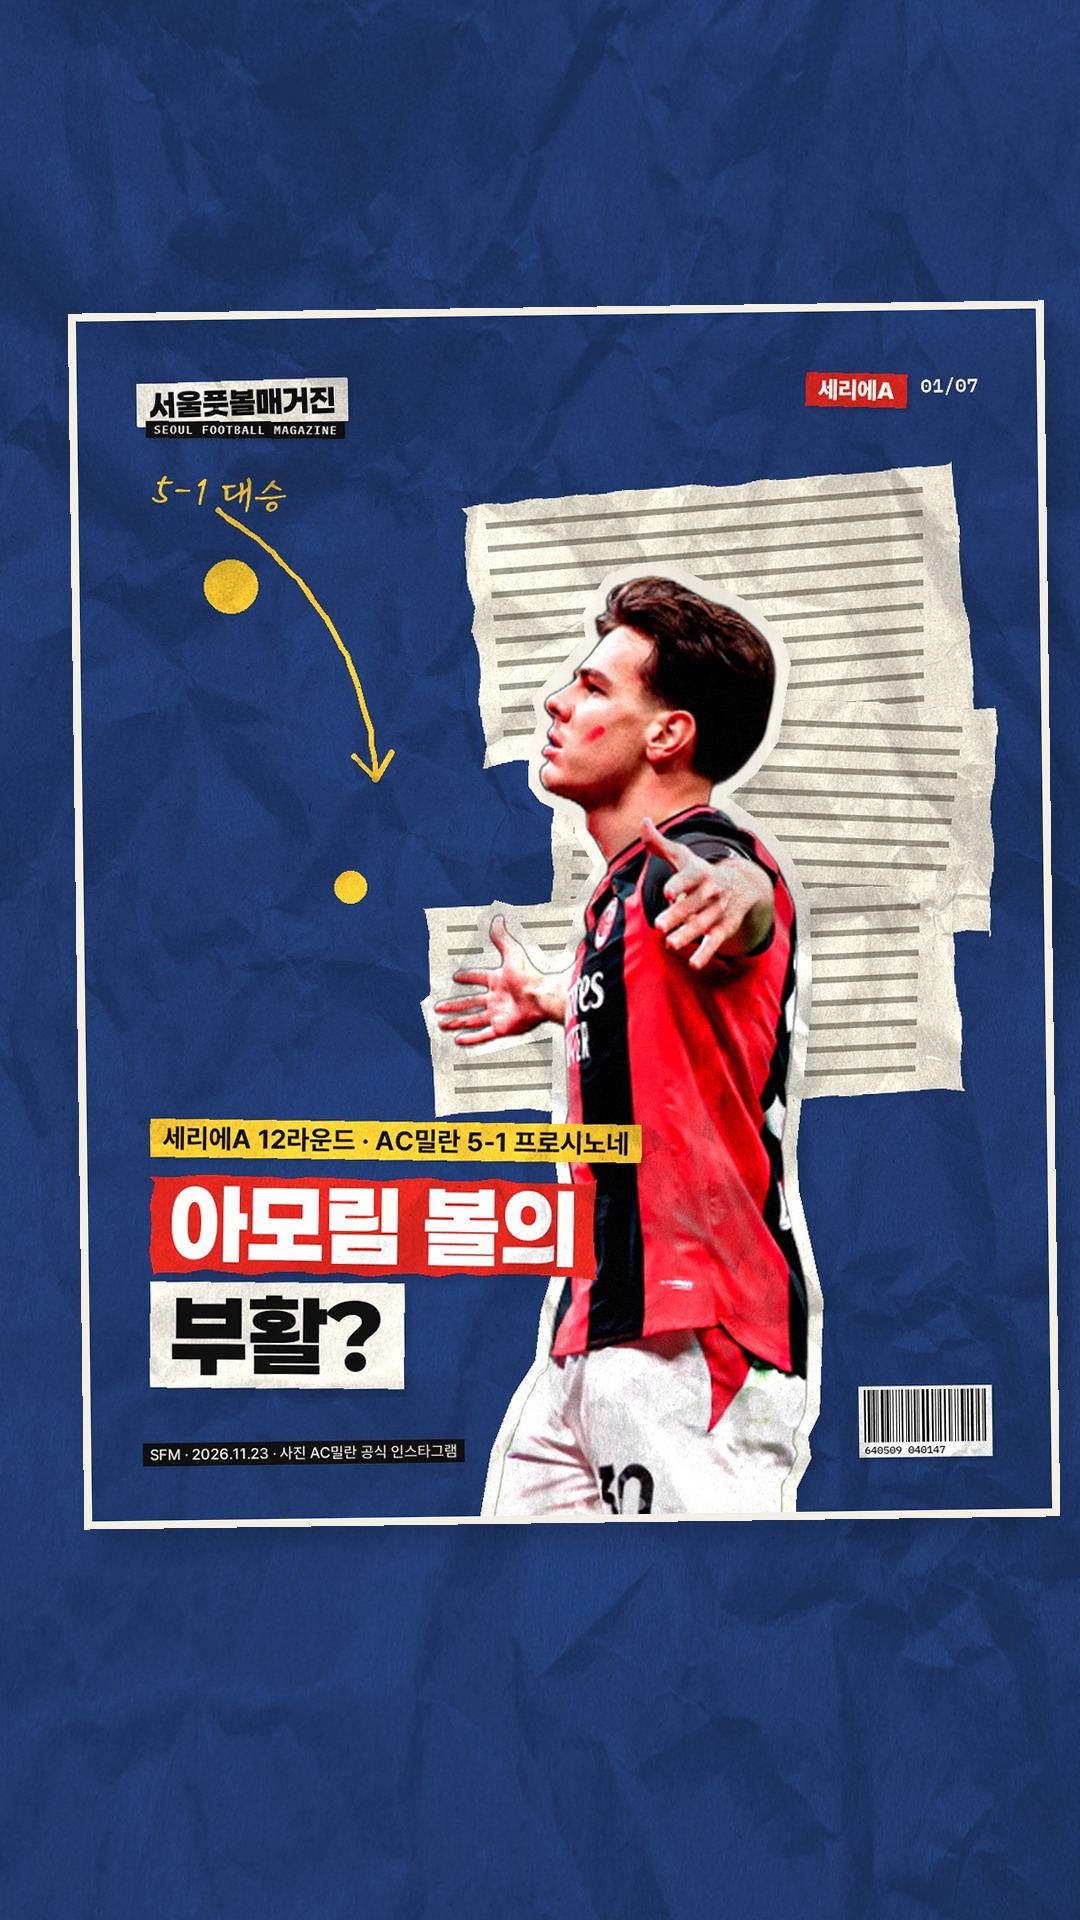 서울풋볼매거진
SEOUL FOOTBALL MAGAZINE
세리에A 01/07
5-1 대승
세리에A 12라운드 · AC밀란 5-1 프로시노네
아모림 볼의
부활?
SFM · 2026.11.23 · 사진 AC밀란 공식 인스타그램
640509 040147